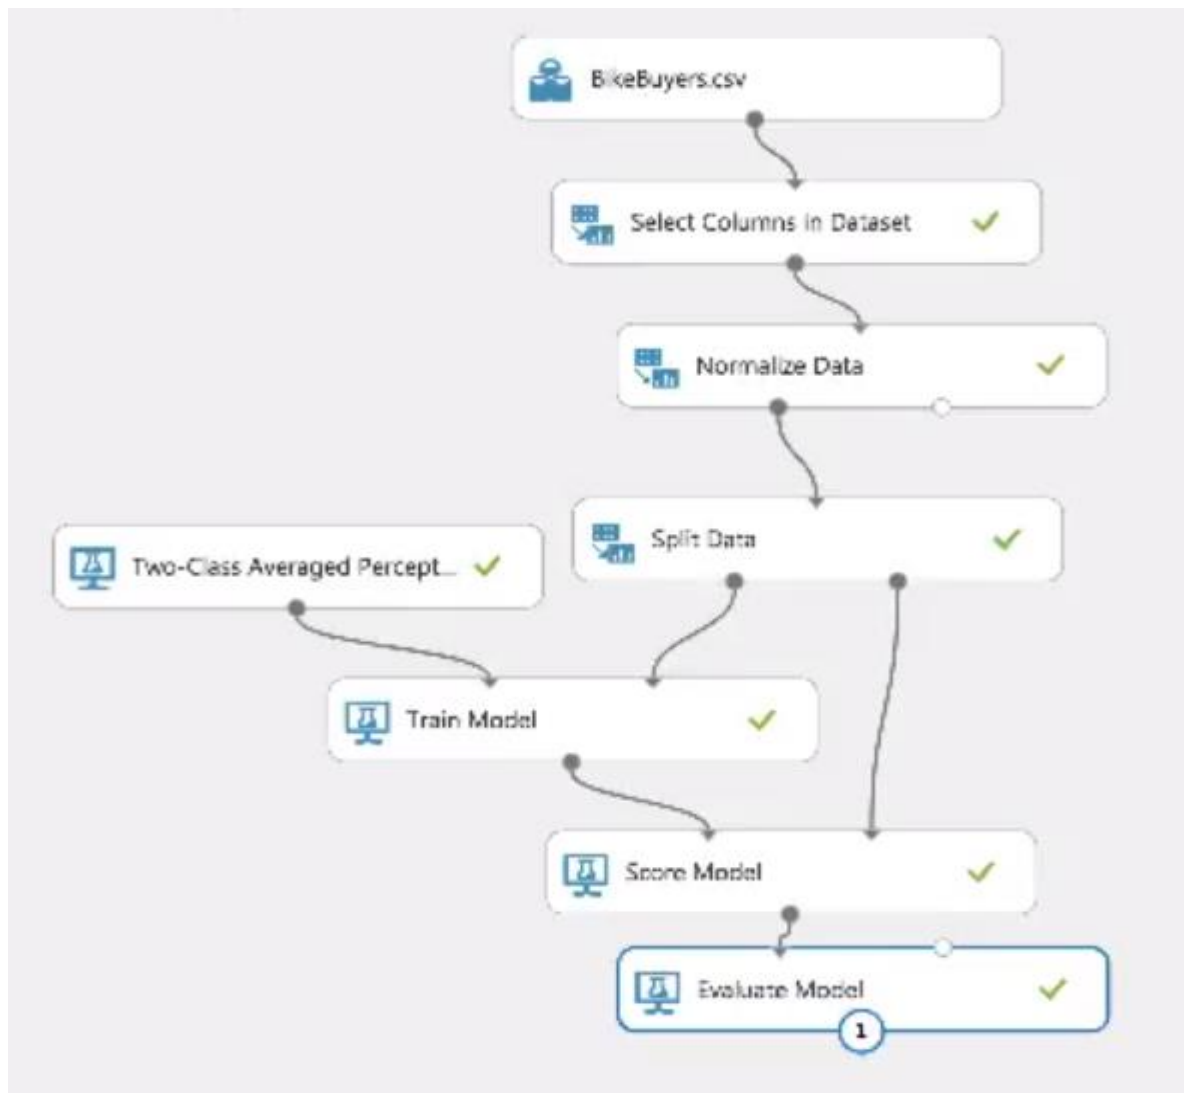 BikeBuyers.csv
Select Columns in Dataset
Normalize Data
Split Data
Two-Class Averaged Percept...
Train Model
Score Model
Evaluate Model
1